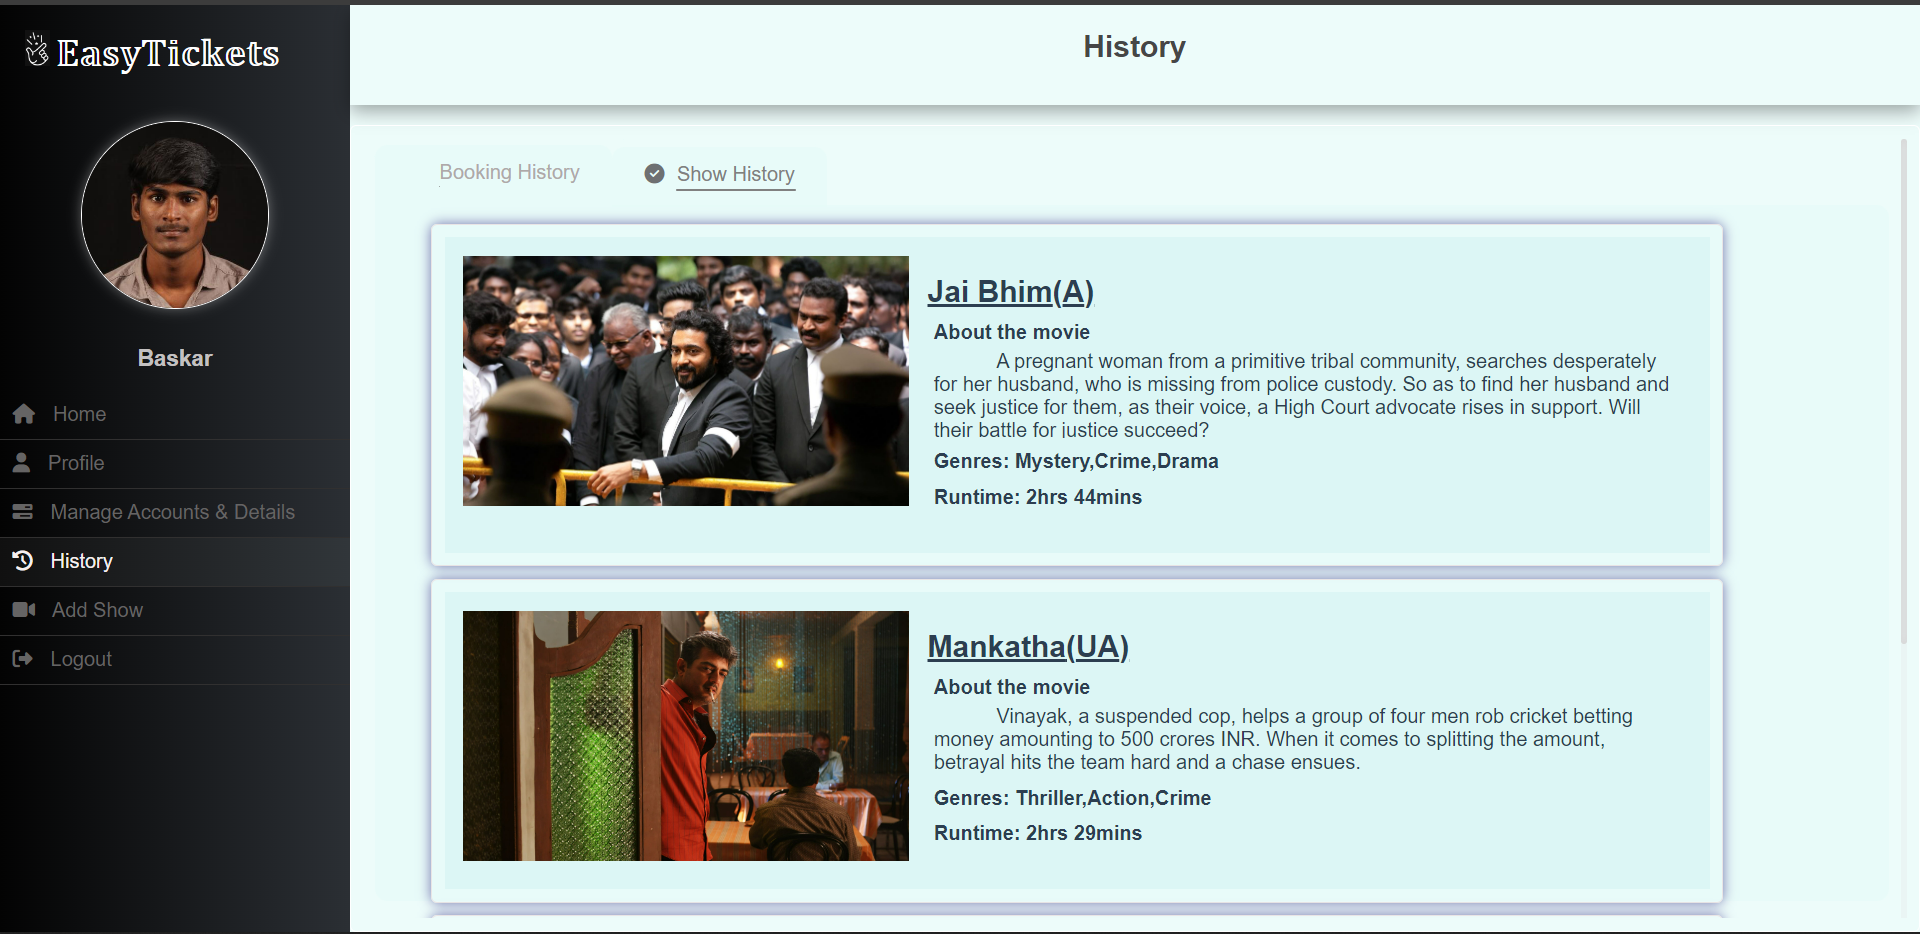 EasyTickets
Baskar
Home
Profile
Manage Accounts & Details
History
Add Show
Logout
History
Booking History
Show History
Jai Bhim(A)
About the movie
A pregnant woman from a primitive tribal community, searches desperately
for her husband, who is missing from police custody. So as to find her husband and
seek justice for them, as their voice, a High Court advocate rises in support. Will
their battle for justice succeed?
Genres: Mystery,Crime,Drama
Runtime: 2hrs 44mins
Mankatha(UA)
About the movie
Vinayak, a suspended cop, helps a group of four men rob cricket betting
money amounting to 500 crores INR. When it comes to splitting the amount,
betrayal hits the team hard and a chase ensues.
Genres: Thriller,Action,Crime
Runtime: 2hrs 29mins